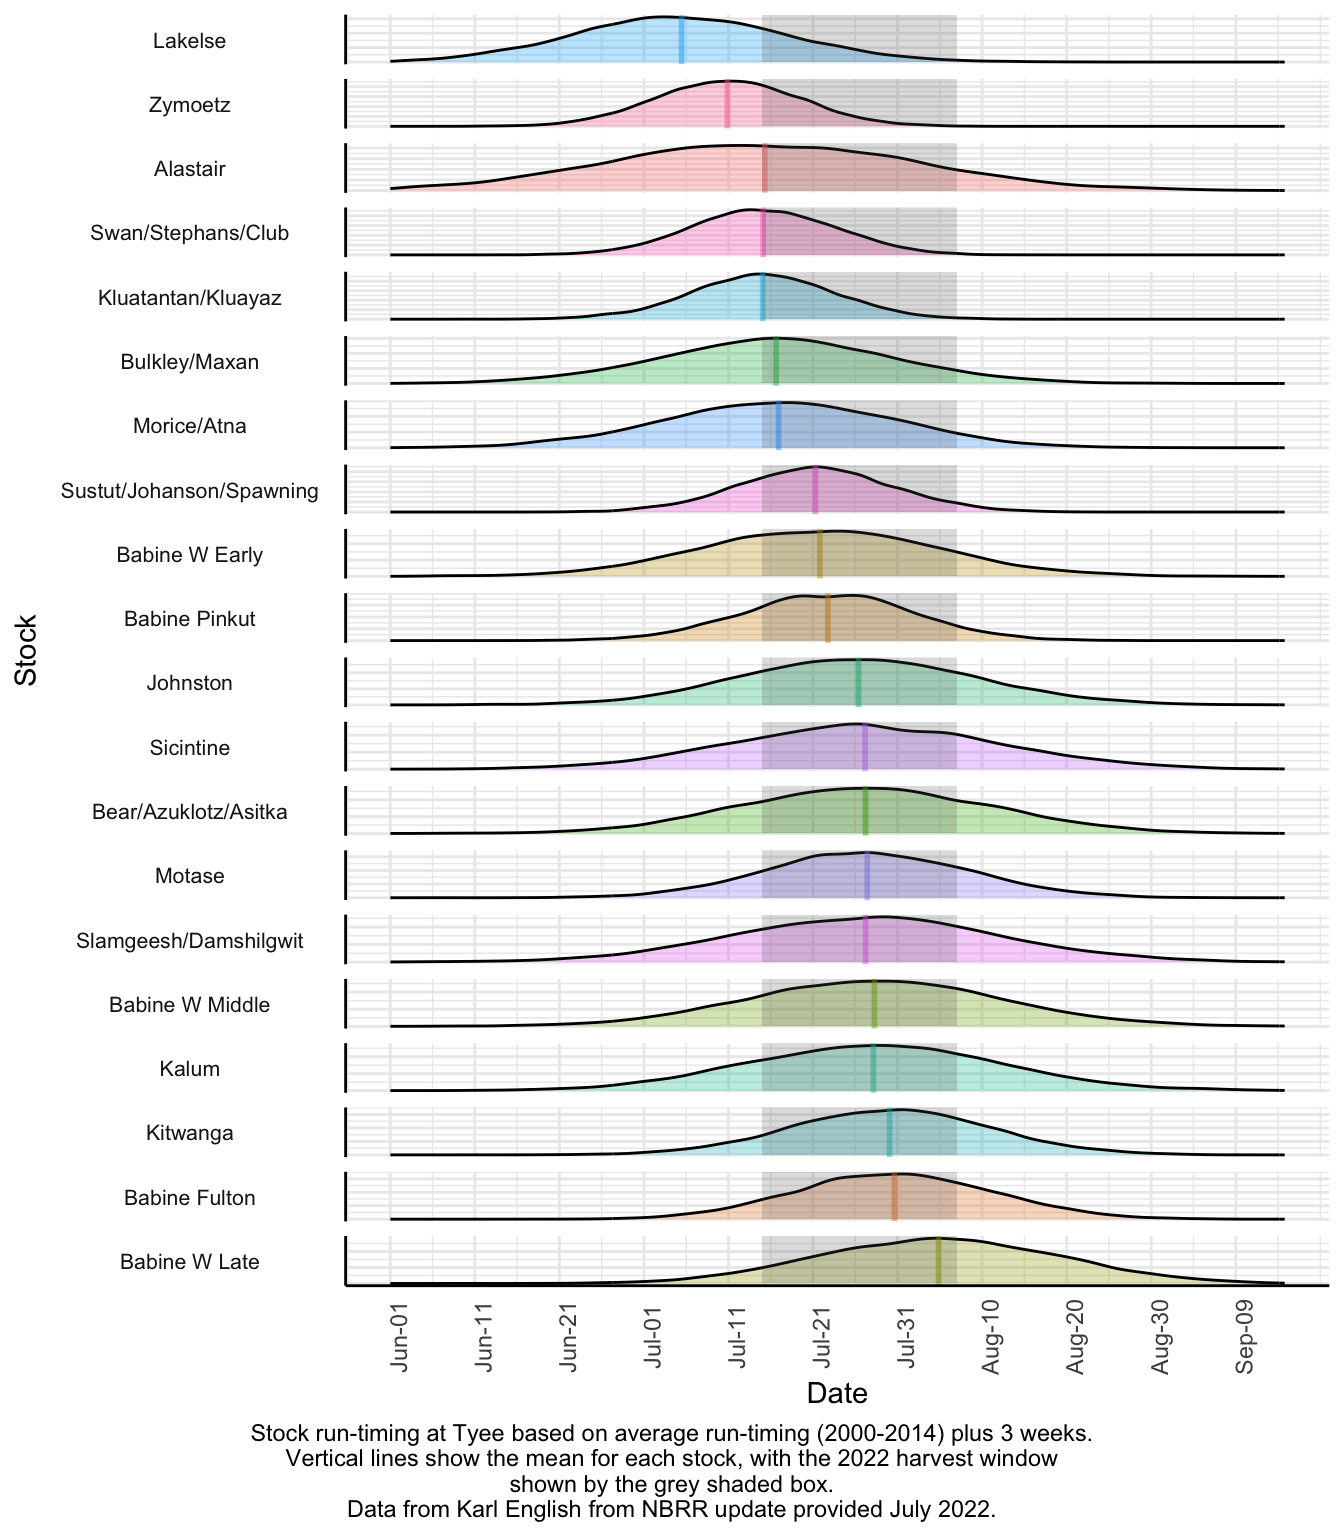 Lakelse
Zymoetz
Alastair
Swan/Stephans/Club
Kluatantan/Kluayaz
Bulkley/Maxan
Morice/Atna
Sustut/Johanson/Spawning
Babine W Early
Babine Pinkut
Johnston
Sicintine
Bear/Azuklotz/Asitka
Motase
Slamgeesh/Damshilgwit
Babine W Middle
Kalum
Kitwanga
Babine Fulton
Babine W Late
Stock
Jun-01
Jun-11
Jun-21
Jul-01
Jul-11
Jul-21
Jul-31
Aug-10
Aug-20
Aug-30
Sep-09
Date
Stock run-timing at Tyee based on average run-timing (2000-2014) plus 3 weeks.
Vertical lines show the mean for each stock, with the 2022 harvest window
shown by the grey shaded box.
Data from Karl English from NBRR update provided July 2022.